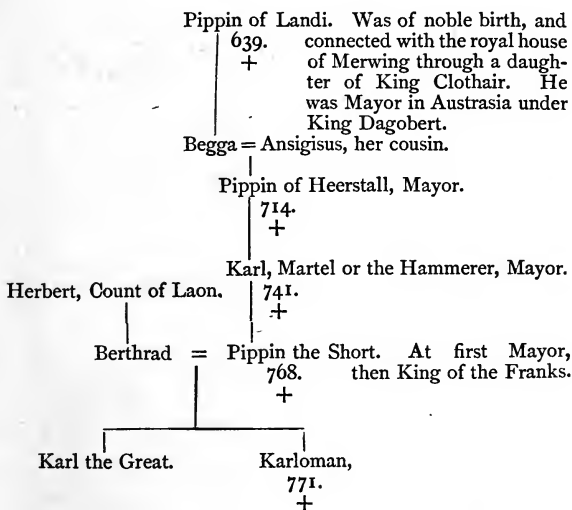 Pippin of Landi. Was of noble birth, and
639. connected with the royal house
+ of Merwing through a daugh-
ter of King Clothair. He
was Mayor in Austrasia under
King Dagobert.
Begga = Ansigisus, her cousin.
Pippin of Heerstall, Mayor.
714.
+
Karl, Martel or the Hammerer, Mayor.
Herbert, Count of Laon. 741.
+
Berthrad = Pippin the Short. At first Mayor,
768. then King of the Franks.
+
Karl the Great. Karloman,
771.
+